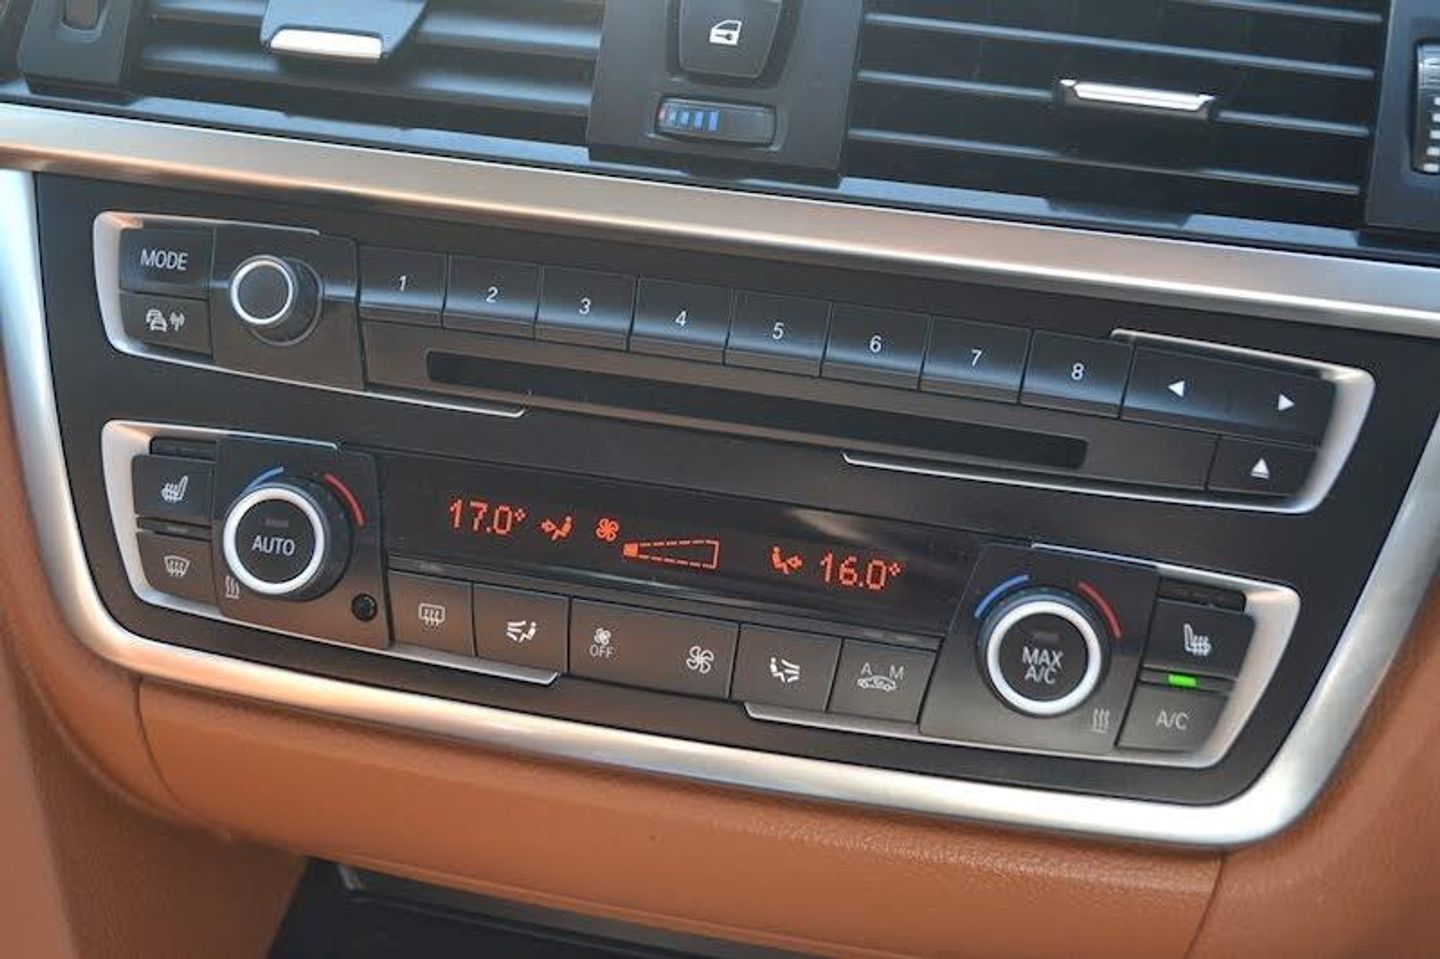 MODE
1 2 3 4 5 6 7 8
17.0° 16.0°
AUTO
OFF
A M
MAX
A/C
A/C